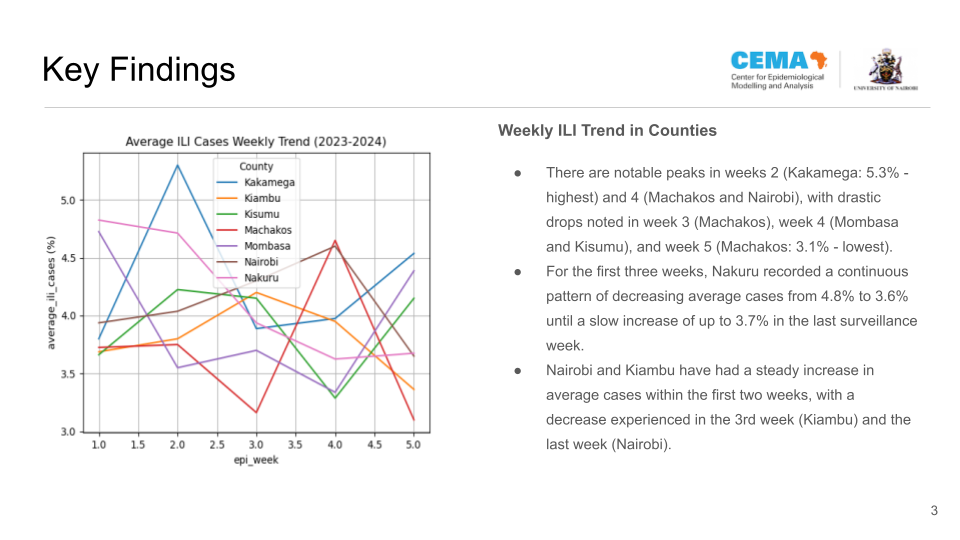 Key Findings
CEMA
Center for Epidemiological
Modelling and Analysis
UNIVERSITY OF NAIROBI
Average ILI Cases Weekly Trend (2023-2024)
County
Kakamega
Kiambu
Kisumu
Machakos
Mombasa
Nairobi
Nakuru
average_ili_cases (%)
5.0
4.5
4.0
3.5
3.0
1.0 1.5 2.0 2.5 3.0 3.5 4.0 4.5 5.0
epi_week
Weekly ILI Trend in Counties
● There are notable peaks in weeks 2 (Kakamega: 5.3% -
highest) and 4 (Machakos and Nairobi), with drastic
drops noted in week 3 (Machakos), week 4 (Mombasa
and Kisumu), and week 5 (Machakos: 3.1% - lowest).
● For the first three weeks, Nakuru recorded a continuous
pattern of decreasing average cases from 4.8% to 3.6%
until a slow increase of up to 3.7% in the last surveillance
week.
● Nairobi and Kiambu have had a steady increase in
average cases within the first two weeks, with a
decrease experienced in the 3rd week (Kiambu) and the
last week (Nairobi).
3